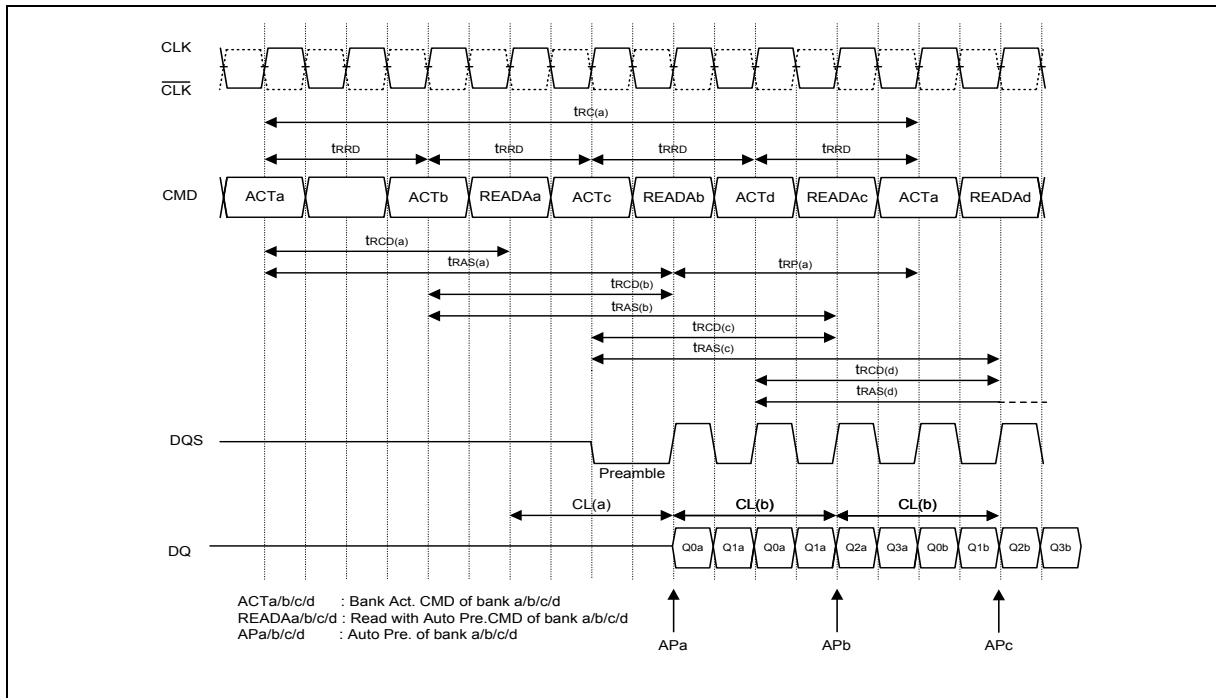 CLK
CLK
tRC(a)
tRRD tRRD tRRD tRRD
CMD ACTa ACTb READAa ACTc READAb ACTd READAc ACTa READAd
tRCD(a)
tRAS(a) tRP(a)
tRCD(b)
tRAS(b)
tRCD(c)
tRAS(c)
tRCD(d)
tRAS(d)
DQS
Preamble
CL(a) CL(b) CL(b)
DQ Q0a Q1a Q0a Q1a Q2a Q3a Q0b Q1b Q2b Q3b
ACTa/b/c/d : Bank Act. CMD of bank a/b/c/d
READAa/b/c/d : Read with Auto Pre.CMD of bank a/b/c/d
APa/b/c/d : Auto Pre. of bank a/b/c/d
APa APb APc